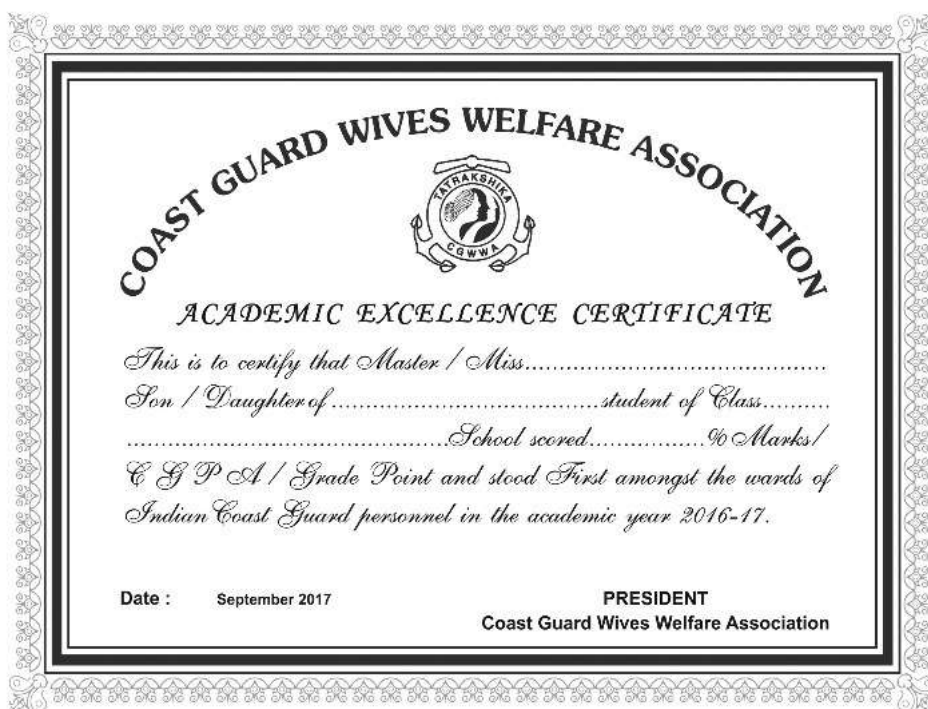 COAST GUARD WIVES WELFARE ASSOCIATION
TATRAKSHIKA
CGWWA
ACADEMIC EXCELLENCE CERTIFICATE
This is to certify that Master / Miss.............................................
Son / Daughter of ........................................student of Class..........
................................................School scored.................% Marks/
C G P A / Grade Point and stood First amongst the wards of
Indian Coast Guard personnel in the academic year 2016-17.
Date : September 2017 PRESIDENT
Coast Guard Wives Welfare Association